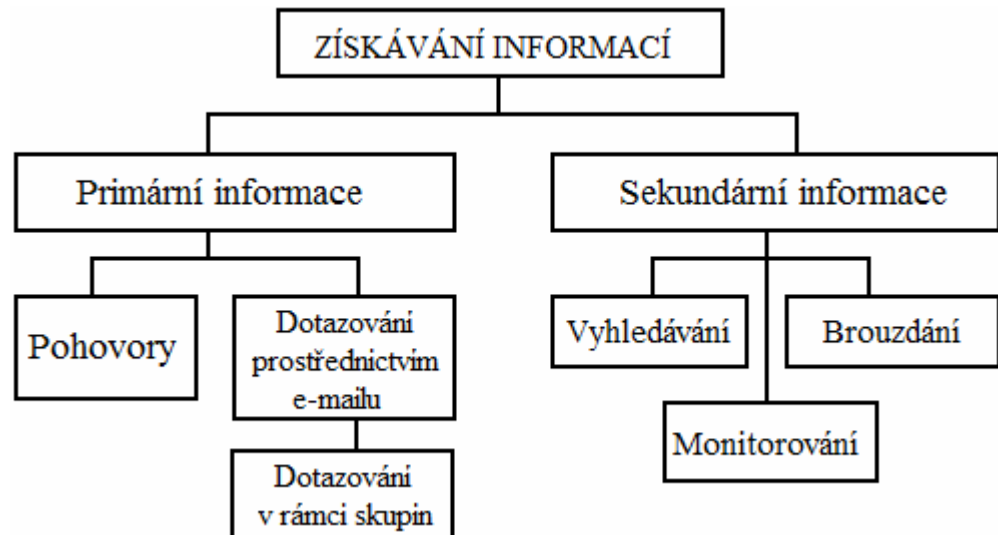 ZÍSKÁVÁNÍ INFORMACÍ
Primární informace
Sekundární informace
Pohovory
Dotazování
prostřednictvím
e-mailu
Vyhledávání
Brouzdání
Monitorování
Dotazování
v rámci skupin